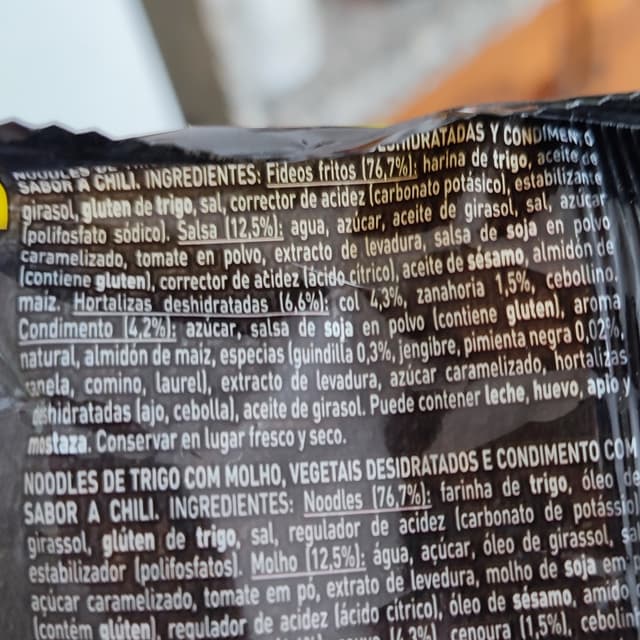 DESHIDRATADAS Y CONDIMENTO
SABOR A CHILI. INGREDIENTES: Fideos fritos (76,7%): harina de trigo, aceite de
girasol, gluten de trigo, sal, corrector de acidez (carbonato potásico), estabilizante
(polifosfato sódico). Salsa (12,5%): agua, azúcar, aceite de girasol, sal, azúcar
caramelizado, tomate en polvo, extracto de levadura, salsa de soja en polvo
(contiene gluten), corrector de acidez (ácido cítrico), aceite de sésamo, almidón de
maíz. Hortalizas deshidratadas (6,6%): col 4,3%, zanahoria 1,5%, cebollino.
Condimento (4,2%): azúcar, salsa de soja en polvo (contiene gluten), aroma
natural, almidón de maíz, especias (guindilla 0,3%, jengibre, pimienta negra 0,02%,
canela, comino, laurel), extracto de levadura, azúcar caramelizado, hortalizas
deshidratadas (ajo, cebolla), aceite de girasol. Puede contener leche, huevo, apio y
mostaza. Conservar en lugar fresco y seco.
NOODLES DE TRIGO COM MOLHO, VEGETAIS DESIDRATADOS E CONDIMENTO COM
SABOR A CHILI. INGREDIENTES: Noodles (76,7%): farinha de trigo, óleo de
girassol, glúten de trigo, sal, regulador de acidez (carbonato de potássio
estabilizador (polifosfatos). Molho (12,5%): água, açúcar, óleo de girassol, sa
açúcar caramelizado, tomate em pó, extrato de levedura, molho de soja em
(contém glúten), regulador de acidez (ácido cítrico), óleo de sésamo, amido
(4,3%), cenoura (1,5%), cebolin